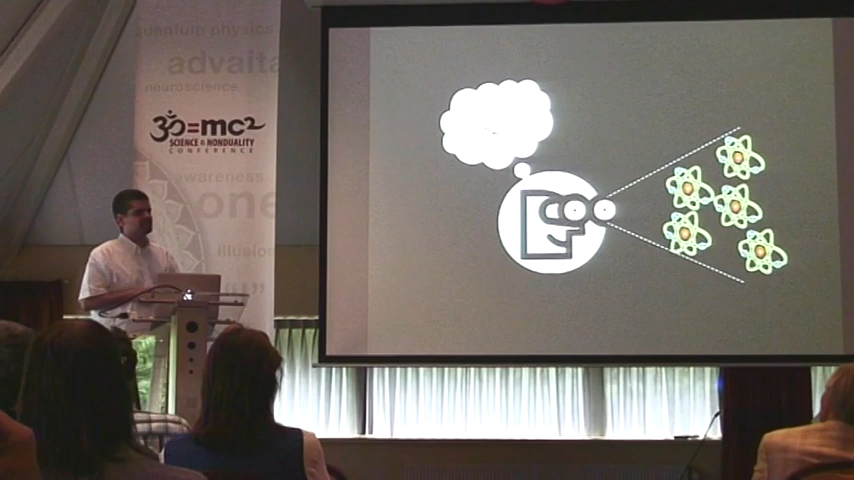 quantum physics
advaita
neuroscience
ॐ=mc2
SCIENCE & NONDUALITY
CONFERENCE
awareness
one
illusion